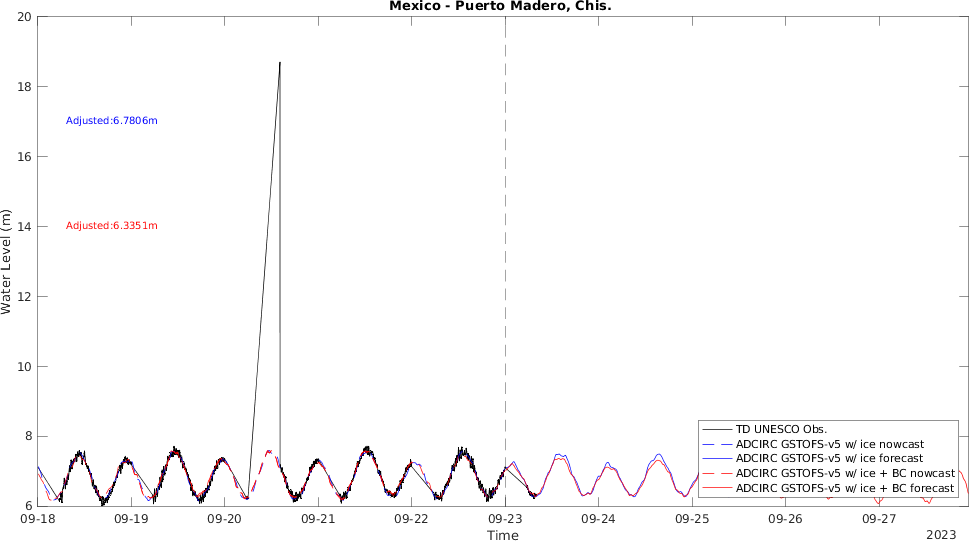 Mexico - Puerto Madero, Chis.
20
18
16
14
12
10
8
6
Water Level (m)
Adjusted:6.7806m
Adjusted:6.3351m
TD UNESCO Obs.
ADCIRC GSTOFS-v5 w/ ice nowcast
ADCIRC GSTOFS-v5 w/ ice forecast
ADCIRC GSTOFS-v5 w/ ice + BC nowcast
ADCIRC GSTOFS-v5 w/ ice + BC forecast
09-18 09-19 09-20 09-21 09-22 09-23 09-24 09-25 09-26 09-27
Time
2023